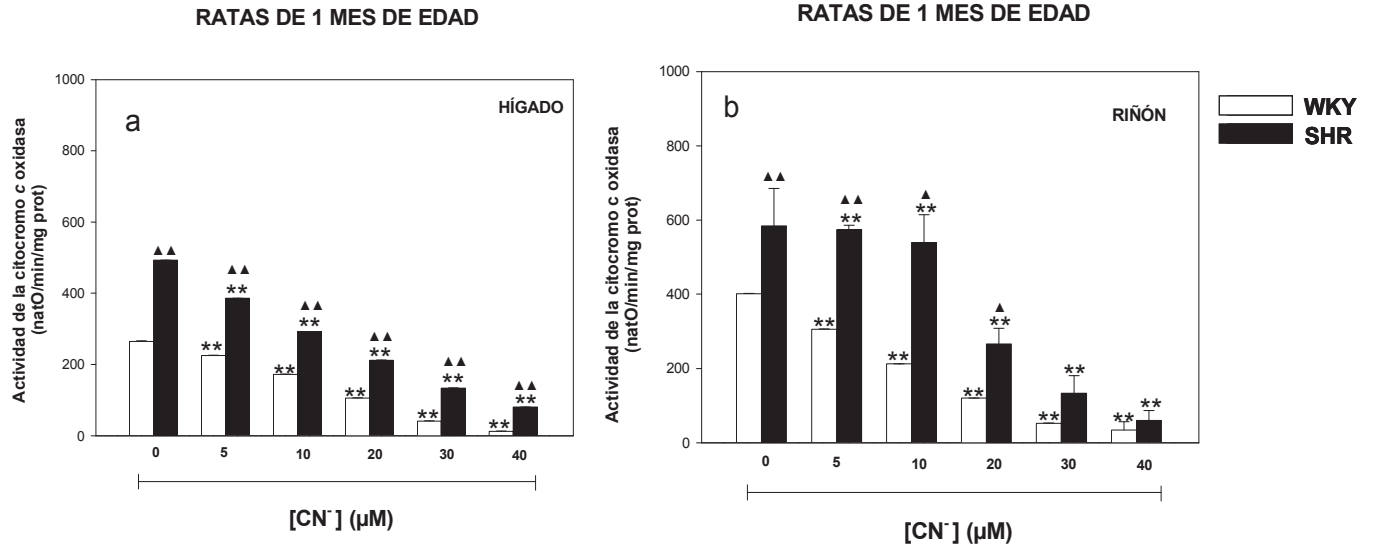 RATAS DE 1 MES DE EDAD
Actividad de la citocromo c oxidasa
(natO/min/mg prot)
1000
800
600
400
200
0
a
HÍGADO
▲▲
▲▲
**
**
▲▲
**
**
▲▲
**
**
▲▲
**
**
▲▲
**
**
0 5 10 20 30 40
[CN⁻] (µM)
RATAS DE 1 MES DE EDAD
Actividad de la citocromo c oxidasa
(natO/min/mg prot)
1000
800
600
400
200
0
b
RIÑÓN
▲▲
▲▲
**
**
▲
**
**
▲
**
**
**
**
**
**
0 5 10 20 30 40
[CN⁻] (µM)
WKY
SHR